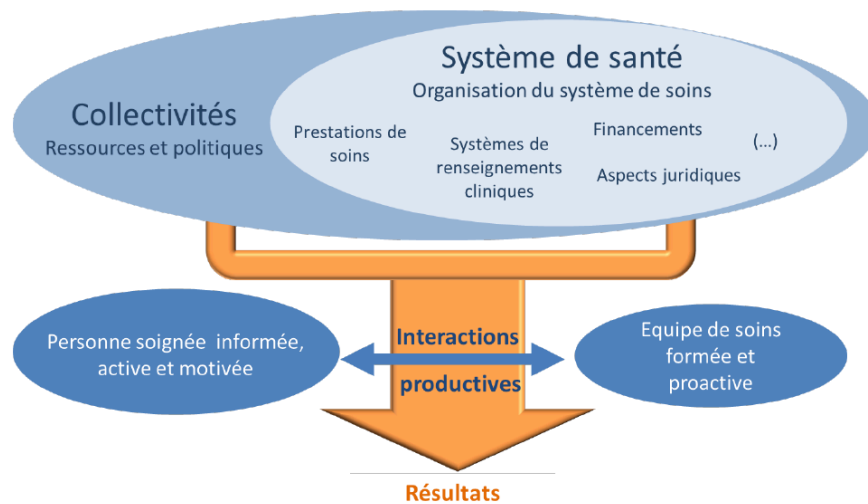 Système de santé
Organisation du système de soins
Collectivités
Ressources et politiques
Prestations de
soins
Systèmes de
renseignements
cliniques
Financements
Aspects juridiques
(...)
Personne soignée informée,
active et motivée
Interactions
productives
Equipe de soins
formée et
proactive
Résultats